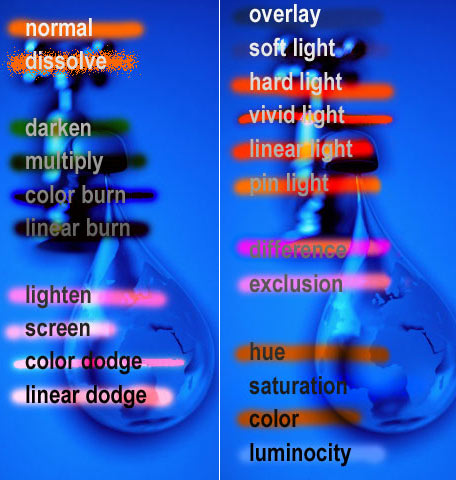 normal
dissolve
darken
multiply
color burn
linear burn
lighten
screen
color dodge
linear dodge
overlay
soft light
hard light
vivid light
linear light
pin light
difference
exclusion
hue
saturation
color
luminocity